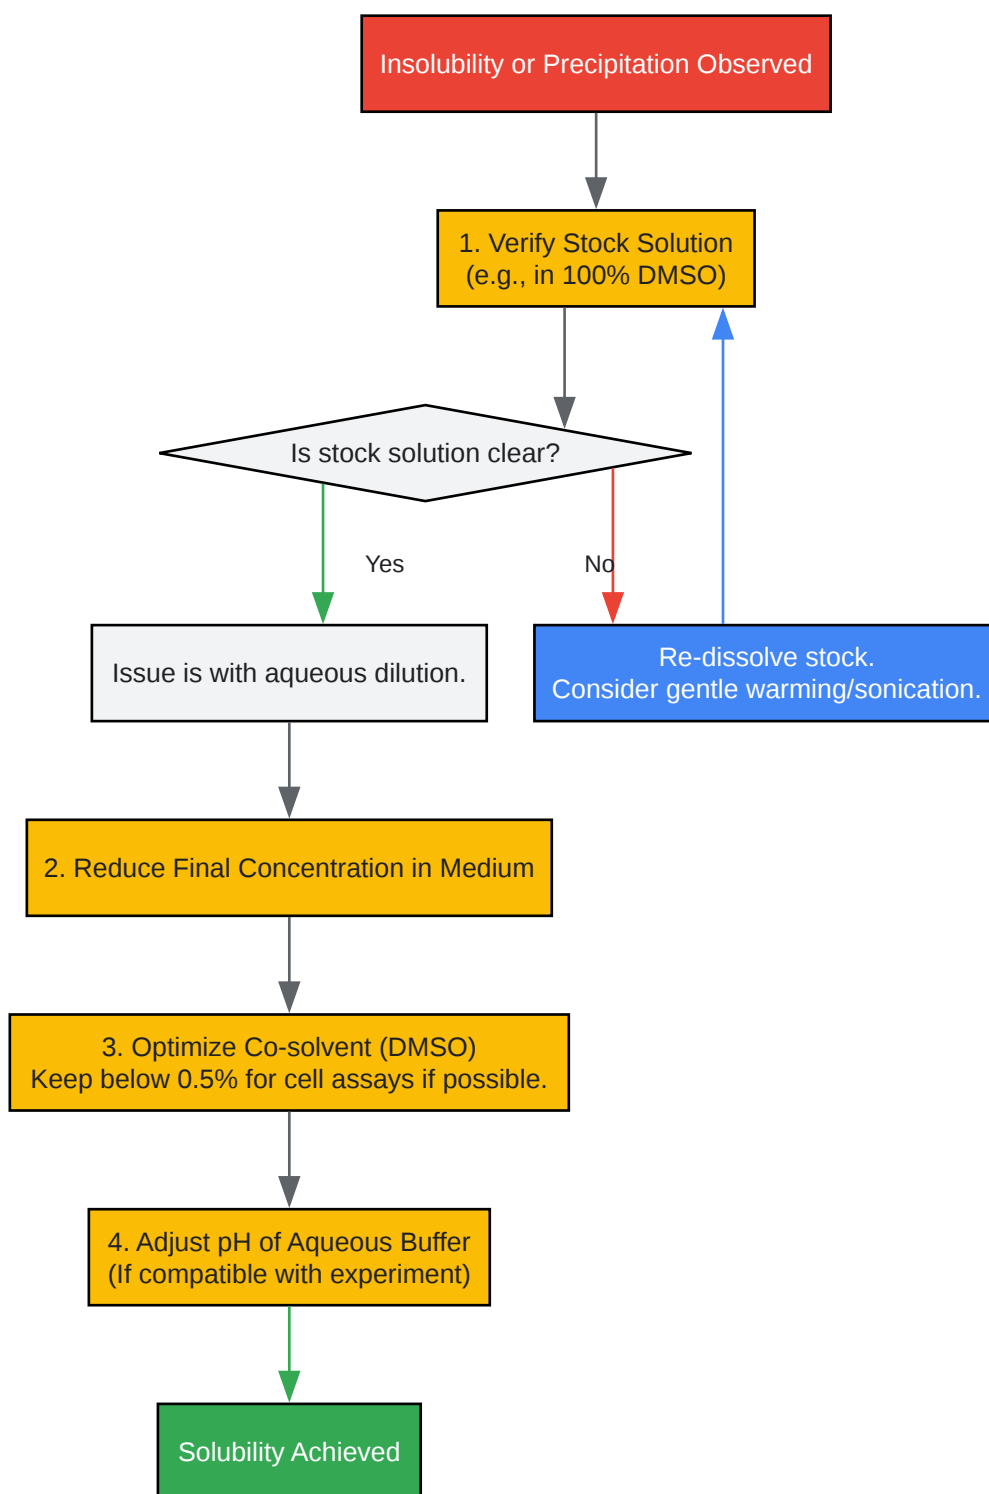 Insolubility or Precipitation Observed
1. Verify Stock Solution
(e.g., in 100% DMSO)
Is stock solution clear?
Yes
No
Issue is with aqueous dilution.
Re-dissolve stock.
Consider gentle warming/sonication.
2. Reduce Final Concentration in Medium
3. Optimize Co-solvent (DMSO)
Keep below 0.5% for cell assays if possible.
4. Adjust pH of Aqueous Buffer
(If compatible with experiment)
Solubility Achieved